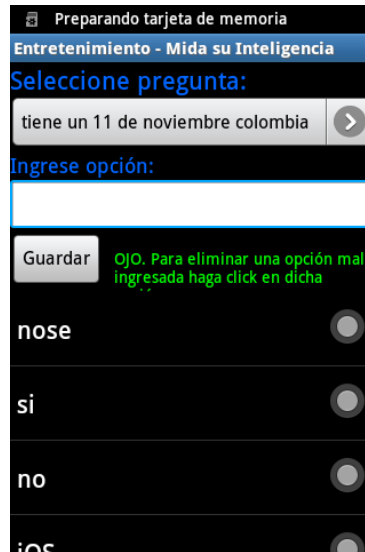 Preparando tarjeta de memoria
Entretenimiento - Mida su Inteligencia
Seleccione pregunta:
tiene un 11 de noviembre colombia
Ingrese opción:
Guardar
OJO. Para eliminar una opción mal
ingresada haga click en dicha
nose
si
no
iOS